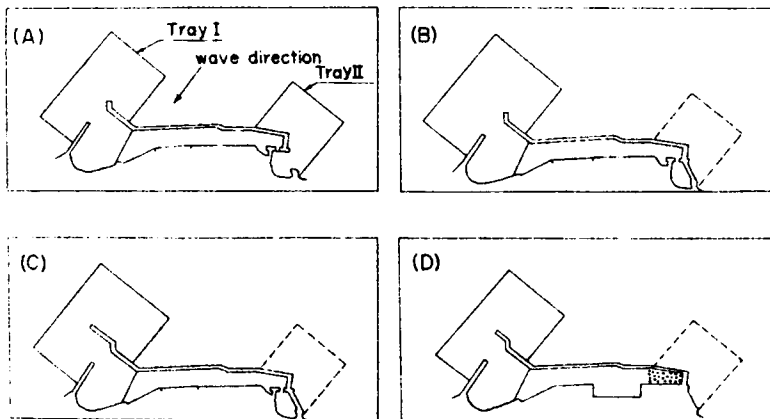 (A)
Tray I
wave direction
Tray II
(B)
(C)
(D)